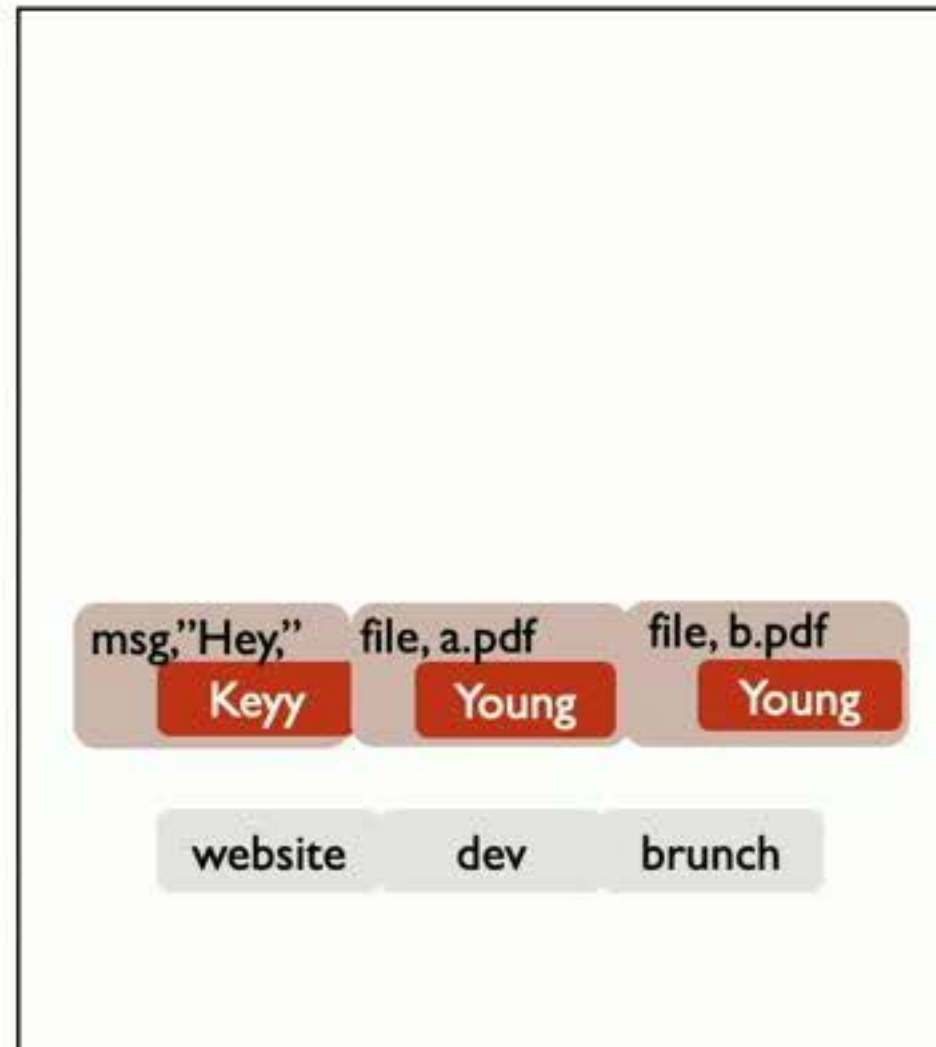 msg,”Hey,” file, a.pdf file, b.pdf
Keyy Young Young
website dev brunch